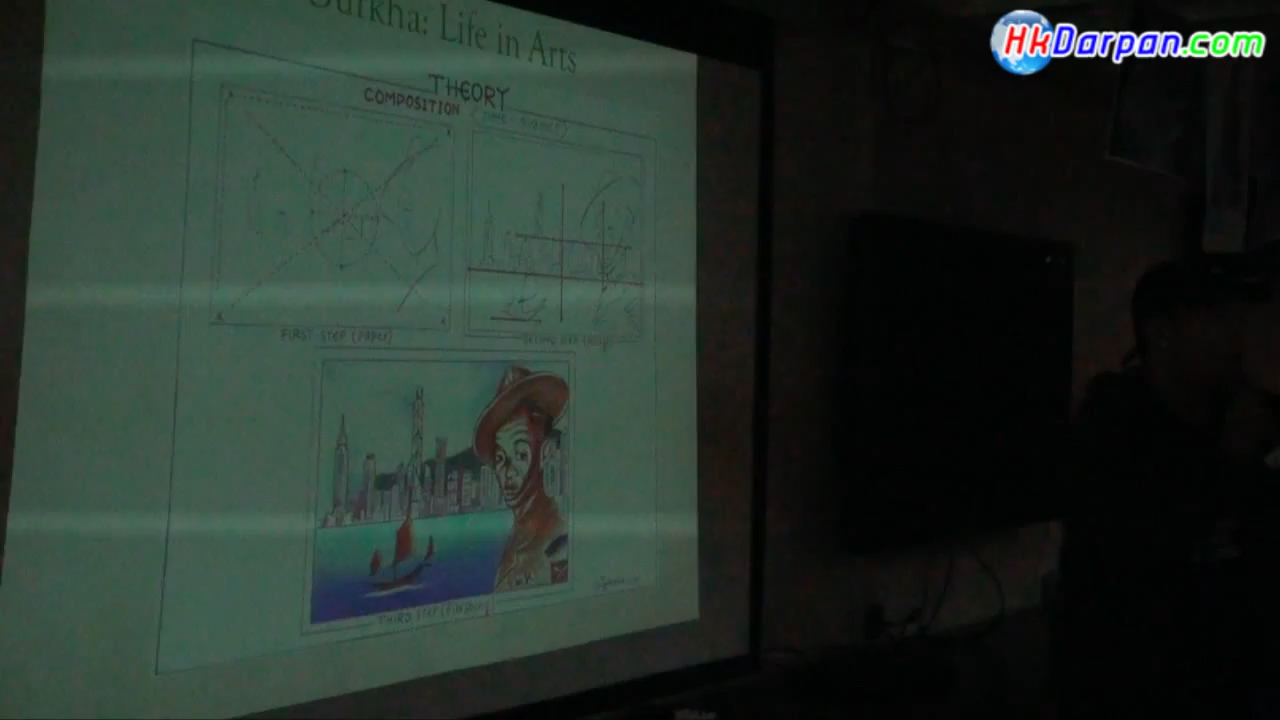 HkDarpan.com
Gurkha: Life in Arts
THEORY
COMPOSITION
FIRST STEP (PAPER)
THIRD STEP